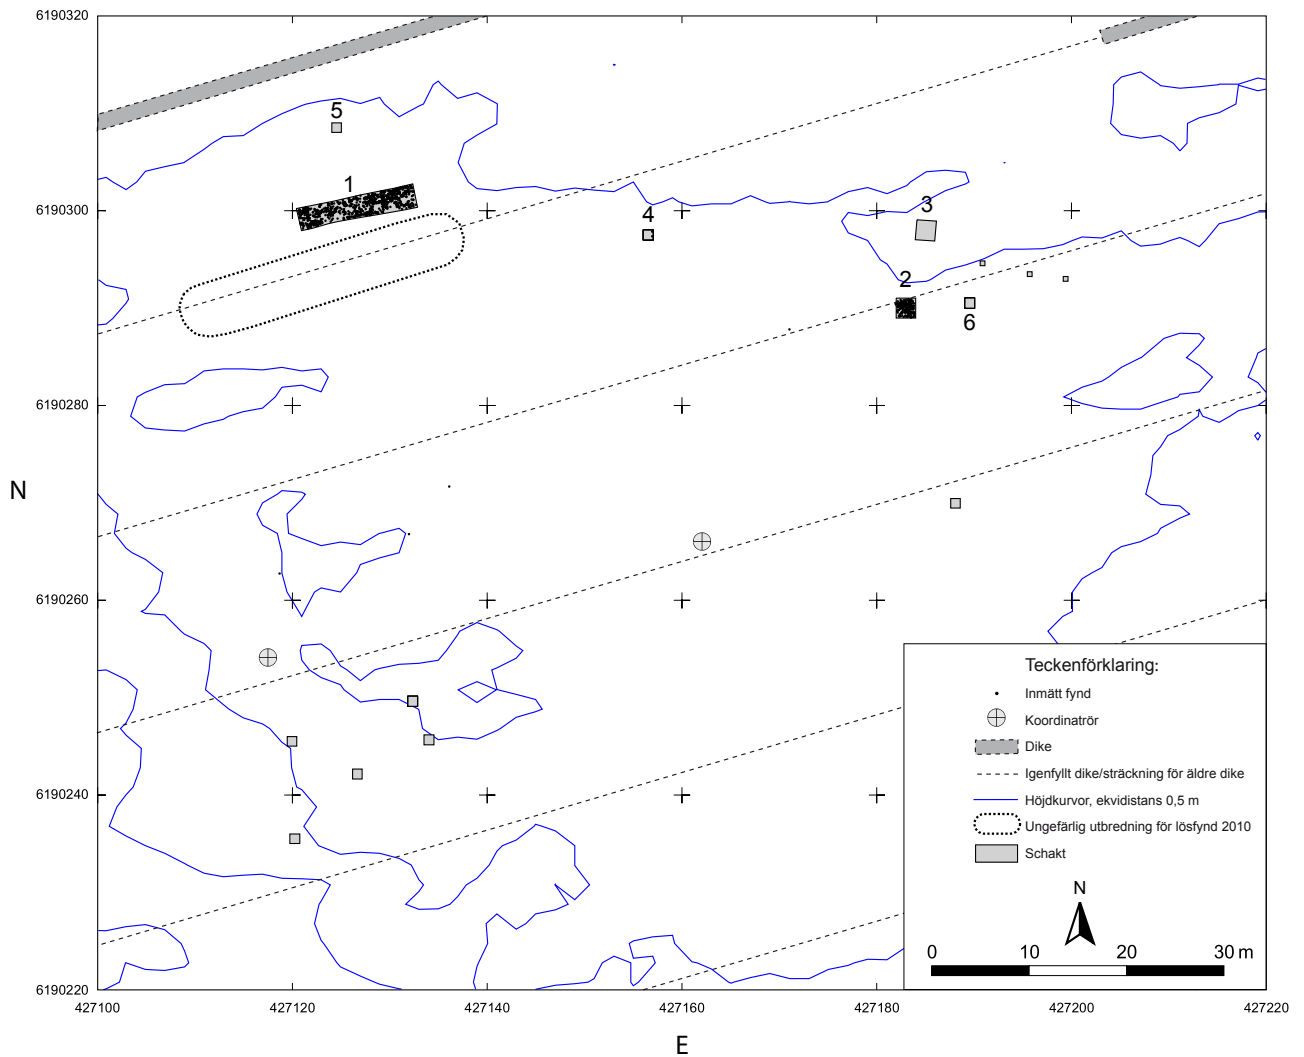 6190320
5
1
6190300
4
3
2
6
6190280
N
6190260
Teckenförklaring:
Inmätt fynd
Koordinatrör
Dike
Igenfyllt dike/sträckning för äldre dike
Höjdkurvor, ekvidistans 0,5 m
Ungefärlig utbredning för lösfynd 2010
Schakt
6190240
N
0 10 20 30 m
6190220
427100 427120 427140 427160 427180 427200 427220
E